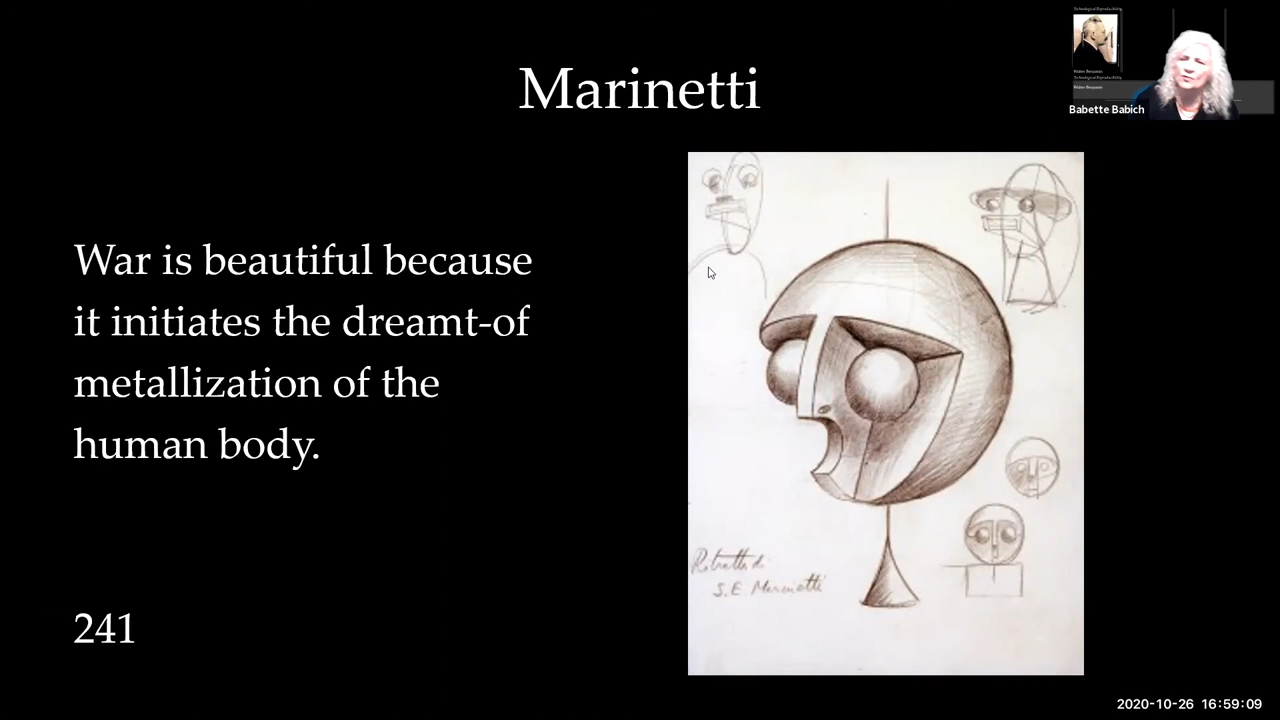 Marinetti
War is beautiful because
it initiates the dreamt-of
metallization of the
human body.
241
Ritratto di
S.E. Marinetti
Babette Babich
2020-10-26 16:59:09